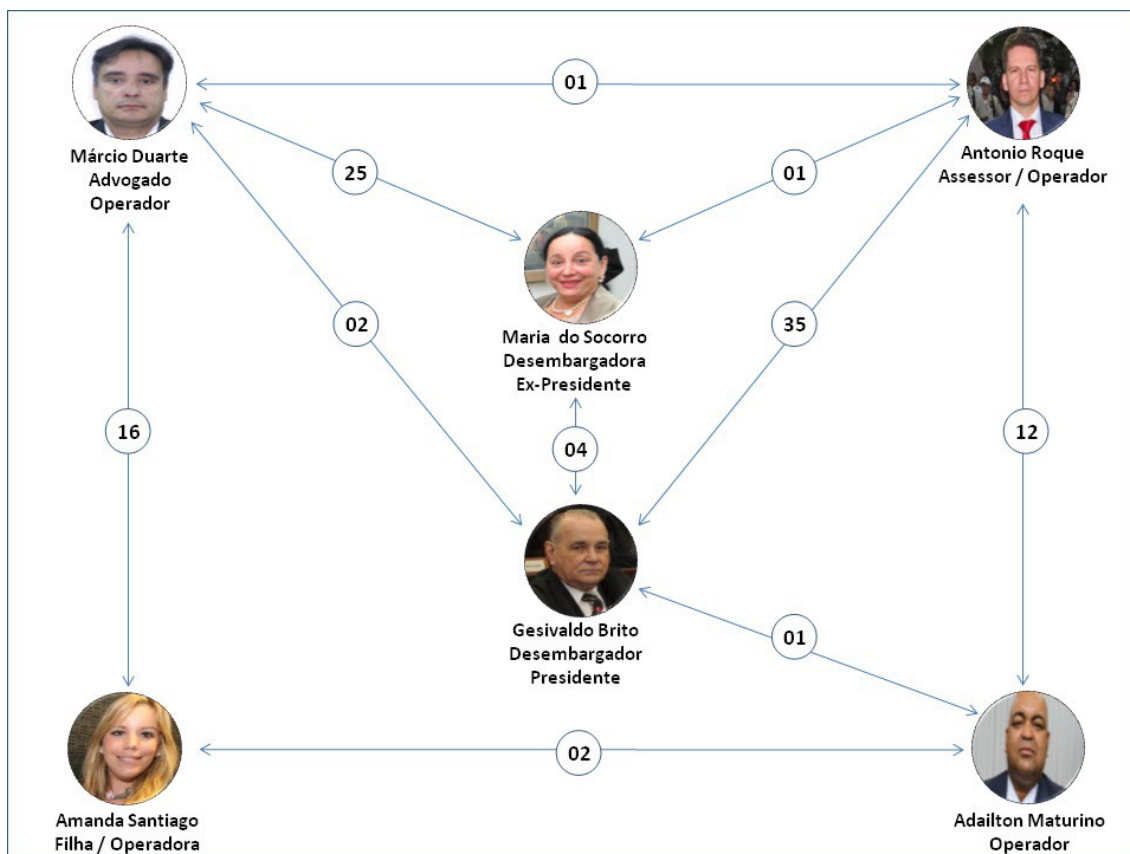 01
Márcio Duarte
Advogado
Operador
Antonio Roque
Assessor / Operador
25
01
02
Maria do Socorro
Desembargadora
Ex-Presidente
35
16
04
12
Gesivaldo Brito
Desembargador
Presidente
01
02
Amanda Santiago
Filha / Operadora
Adailton Maturino
Operador